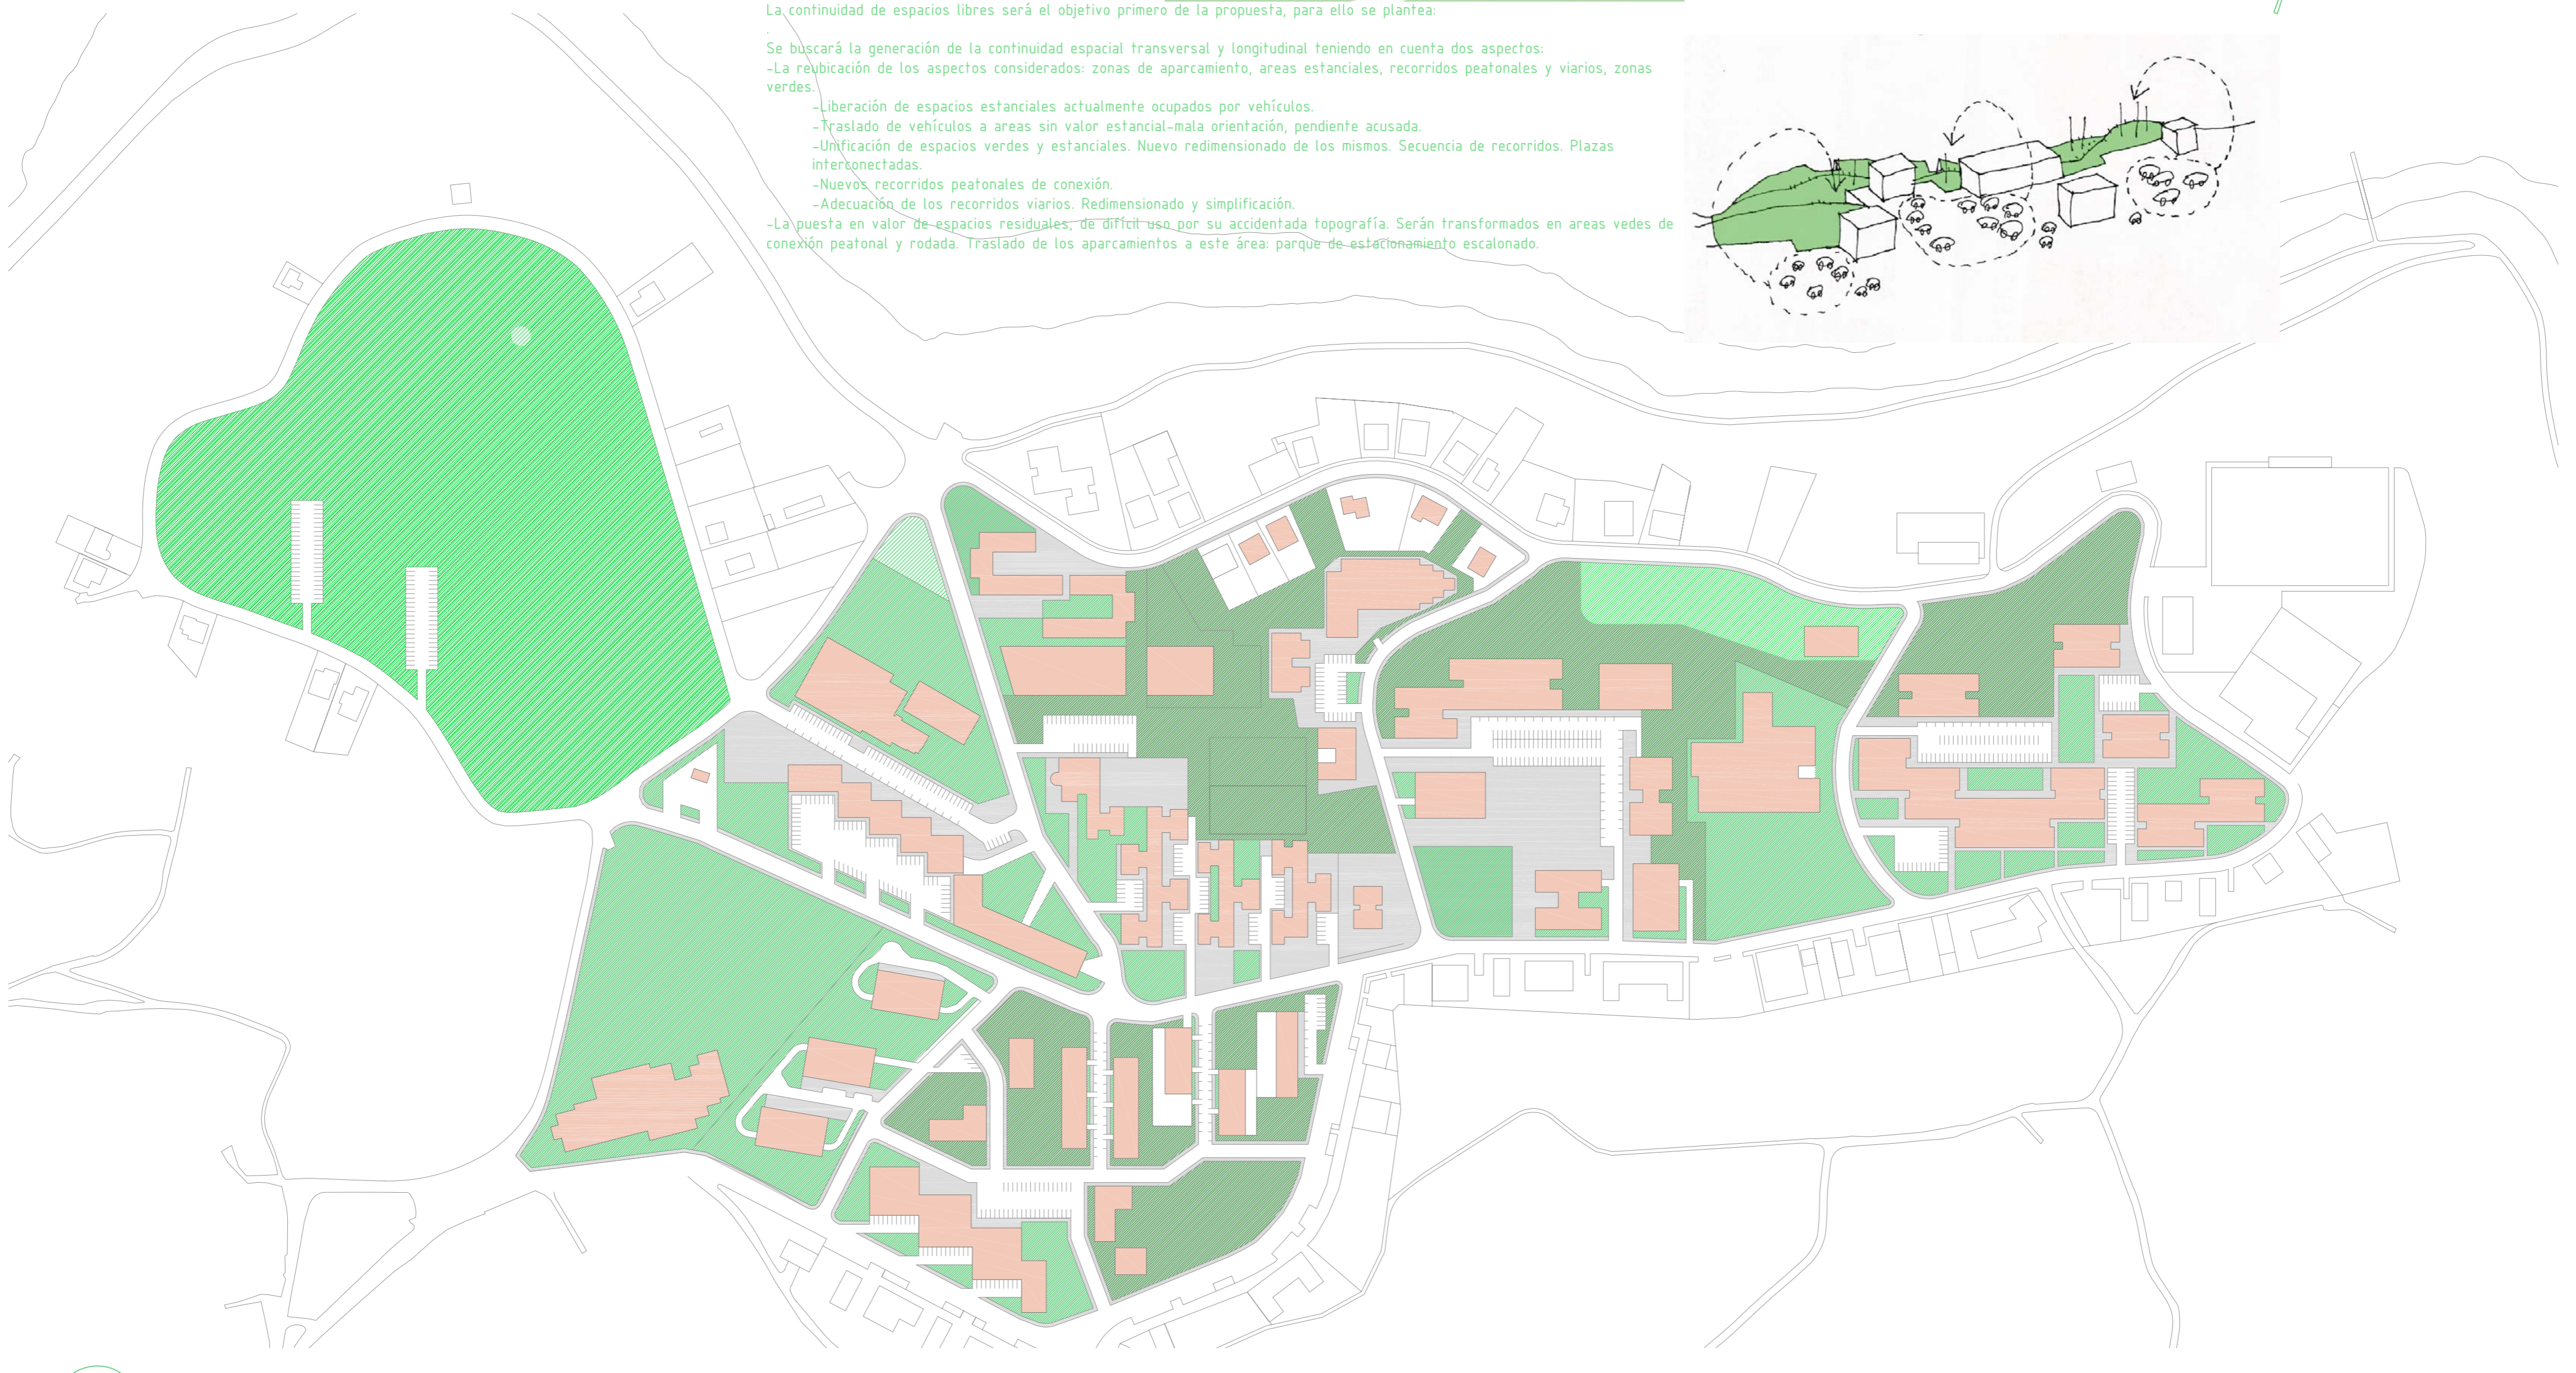 La continuidad de espacios libres será el objetivo primero de la propuesta, para ello se plantea:
.
Se buscará la generación de la continuidad espacial transversal y longitudinal teniendo en cuenta dos aspectos:
-La reubicación de los aspectos considerados: zonas de aparcamiento, areas estanciales, recorridos peatonales y viarios, zonas
verdes.
-Liberación de espacios estanciales actualmente ocupados por vehículos.
-Traslado de vehículos a areas sin valor estancial-mala orientación, pendiente acusada.
-Unificación de espacios verdes y estanciales. Nuevo redimensionado de los mismos. Secuencia de recorridos. Plazas
interconectadas.
-Nuevos recorridos peatonales de conexión.
-Adecuación de los recorridos viarios. Redimensionado y simplificación.
-La puesta en valor de espacios residuales, de difícil uso por su accidentada topografía. Serán transformados en areas vedes de
conexión peatonal y rodada. Traslado de los aparcamientos a este área: parque de estacionamiento escalonado.